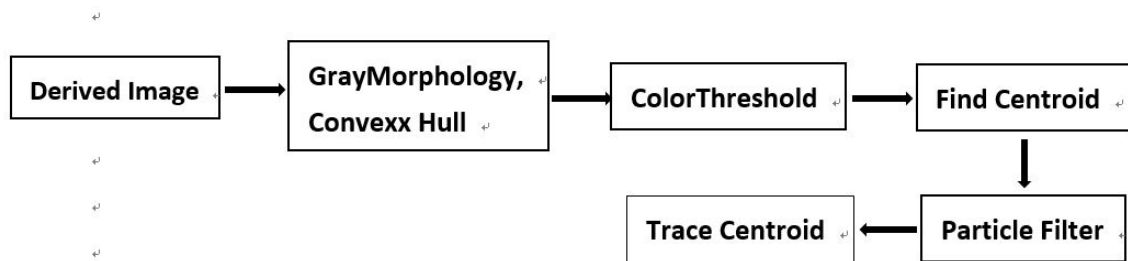 Derived Image
GrayMorphology,
Convexx Hull
ColorThreshold
Find Centroid
Particle Filter
Trace Centroid